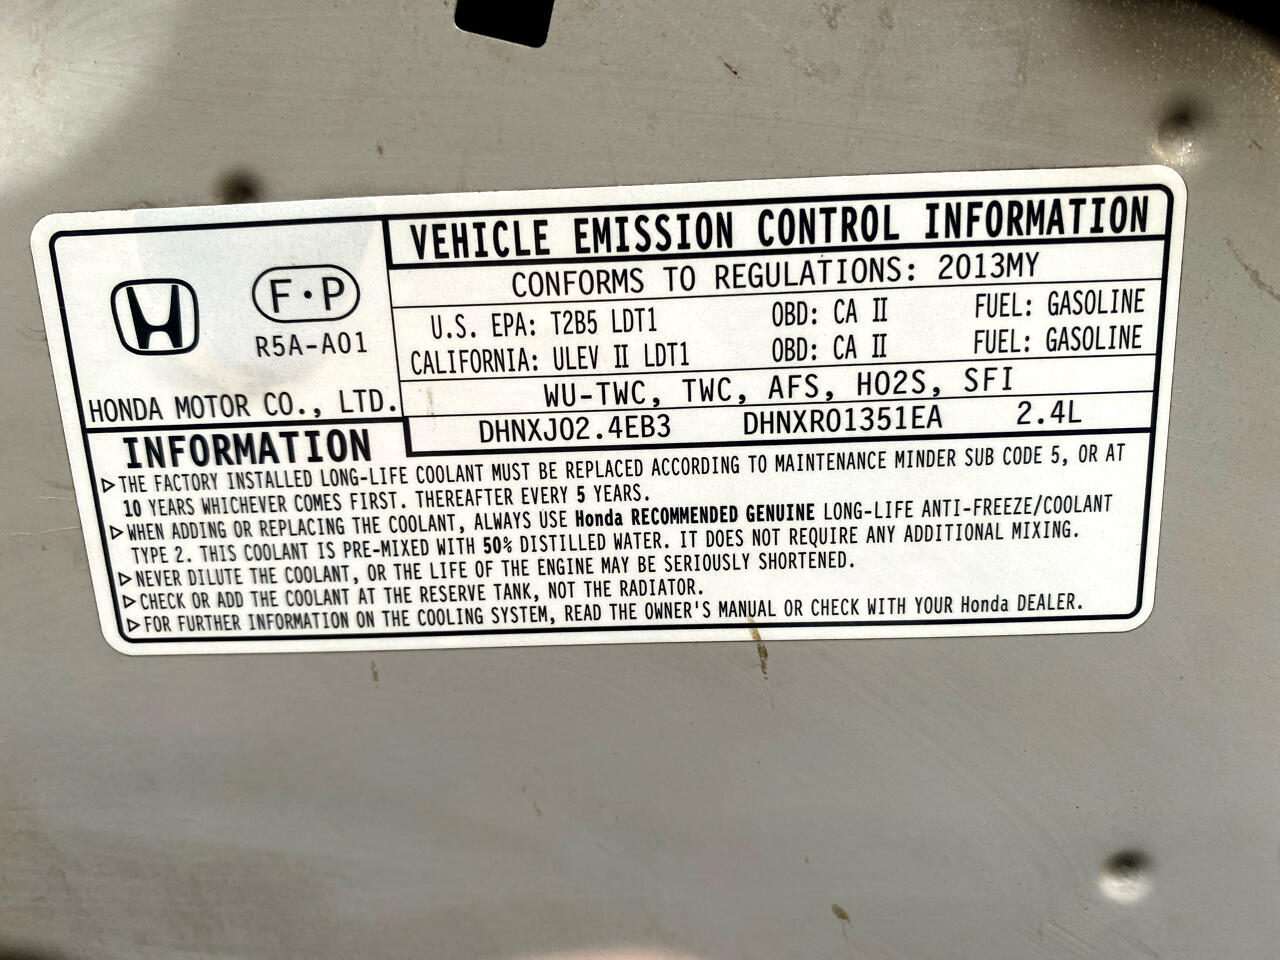 VEHICLE EMISSION CONTROL INFORMATION
CONFORMS TO REGULATIONS: 2013MY
U.S. EPA: T2B5 LDT1 OBD: CA II FUEL: GASOLINE
CALIFORNIA: ULEV II LDT1 OBD: CA II FUEL: GASOLINE
WU-TWC, TWC, AFS, HO2S, SFI
DHNXJ02.4EB3 DHNXR01351EA 2.4L
F·P
R5A-A01
HONDA MOTOR CO., LTD.
INFORMATION
▷THE FACTORY INSTALLED LONG-LIFE COOLANT MUST BE REPLACED ACCORDING TO MAINTENANCE MINDER SUB CODE 5, OR AT
10 YEARS WHICHEVER COMES FIRST. THEREAFTER EVERY 5 YEARS.
▷WHEN ADDING OR REPLACING THE COOLANT, ALWAYS USE Honda RECOMMENDED GENUINE LONG-LIFE ANTI-FREEZE/COOLANT
TYPE 2. THIS COOLANT IS PRE-MIXED WITH 50% DISTILLED WATER. IT DOES NOT REQUIRE ANY ADDITIONAL MIXING.
▷NEVER DILUTE THE COOLANT, OR THE LIFE OF THE ENGINE MAY BE SERIOUSLY SHORTENED.
▷CHECK OR ADD THE COOLANT AT THE RESERVE TANK, NOT THE RADIATOR.
▷FOR FURTHER INFORMATION ON THE COOLING SYSTEM, READ THE OWNER'S MANUAL OR CHECK WITH YOUR Honda DEALER.